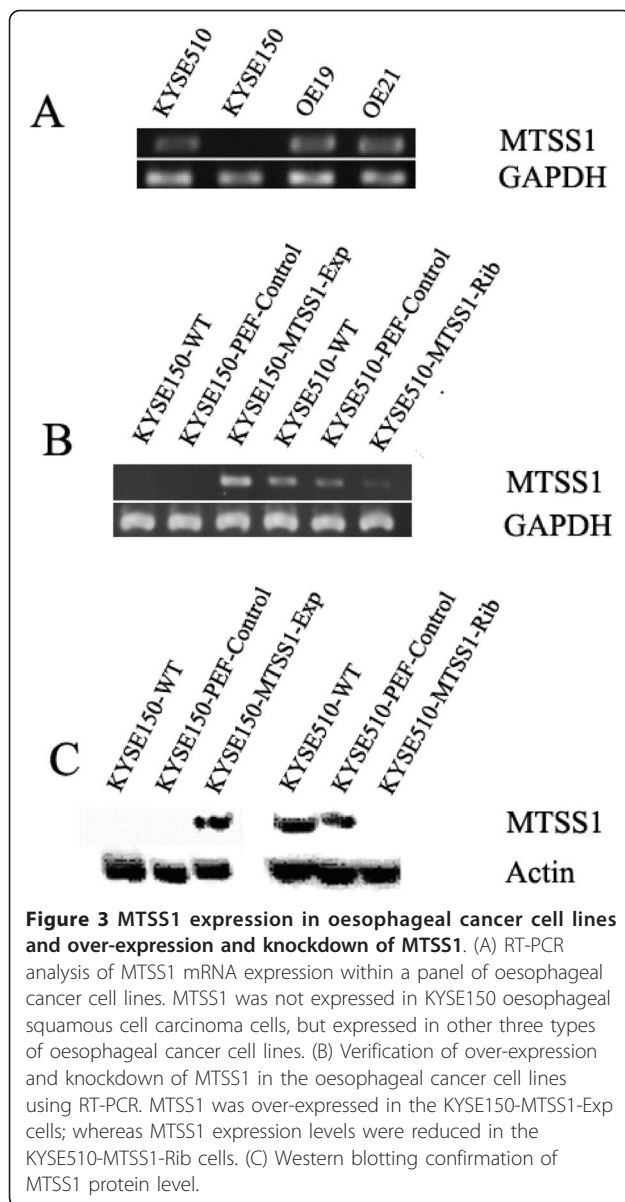 KYSE510 KYSE150 OE19 OE21
A
MTSS1
GAPDH
KYSE150-WT KYSE150-PEF-Control KYSE150-MTSS1-Exp KYSE510-WT KYSE510-PEF-Control KYSE510-MTSS1-Rib
B
MTSS1
GAPDH
KYSE150-WT KYSE150-PEF-Control KYSE150-MTSS1-Exp KYSE510-WT KYSE510-PEF-Control KYSE510-MTSS1-Rib
C
MTSS1
Actin
Figure 3 MTSS1 expression in oesophageal cancer cell lines
and over-expression and knockdown of MTSS1. (A) RT-PCR
analysis of MTSS1 mRNA expression within a panel of oesophageal
cancer cell lines. MTSS1 was not expressed in KYSE150 oesophageal
squamous cell carcinoma cells, but expressed in other three types
of oesophageal cancer cell lines. (B) Verification of over-expression
and knockdown of MTSS1 in the oesophageal cancer cell lines
using RT-PCR. MTSS1 was over-expressed in the KYSE150-MTSS1-Exp
cells; whereas MTSS1 expression levels were reduced in the
KYSE510-MTSS1-Rib cells. (C) Western blotting confirmation of
MTSS1 protein level.